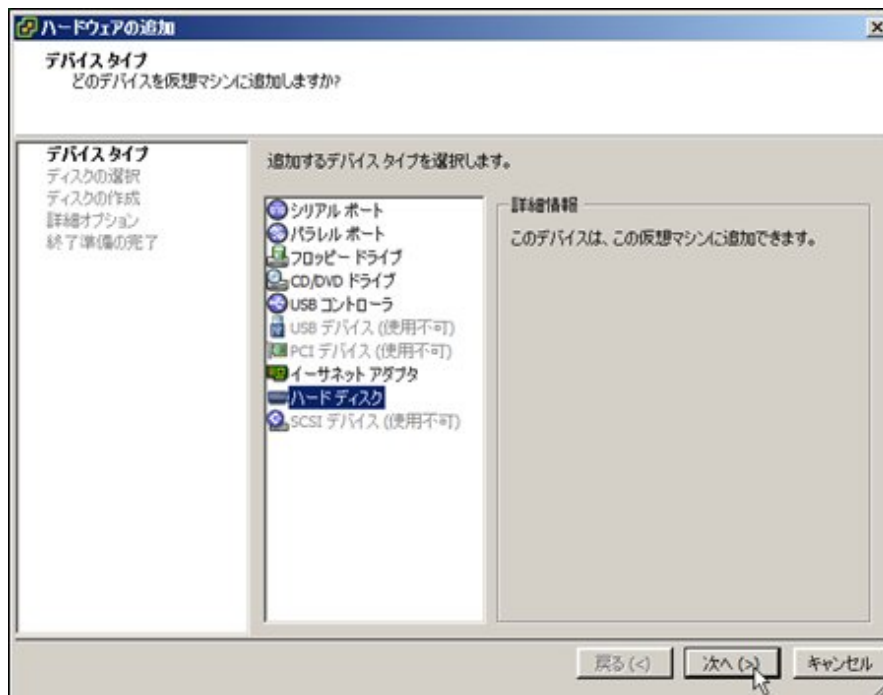 ハードウェアの追加
デバイス タイプ
どのデバイスを仮想マシンに追加しますか?
デバイス タイプ
ディスクの選択
ディスクの作成
詳細オプション
終了準備の完了
追加するデバイス タイプを選択します。
シリアル ポート
パラレル ポート
フロッピー ドライブ
CD/DVD ドライブ
USB コントローラ
USB デバイス (使用不可)
PCI デバイス (使用不可)
イーサネット アダプタ
ハード ディスク
SCSI デバイス (使用不可)
詳細情報
このデバイスは、この仮想マシンに追加できます。
戻る(<)
次へ(>)
キャンセル